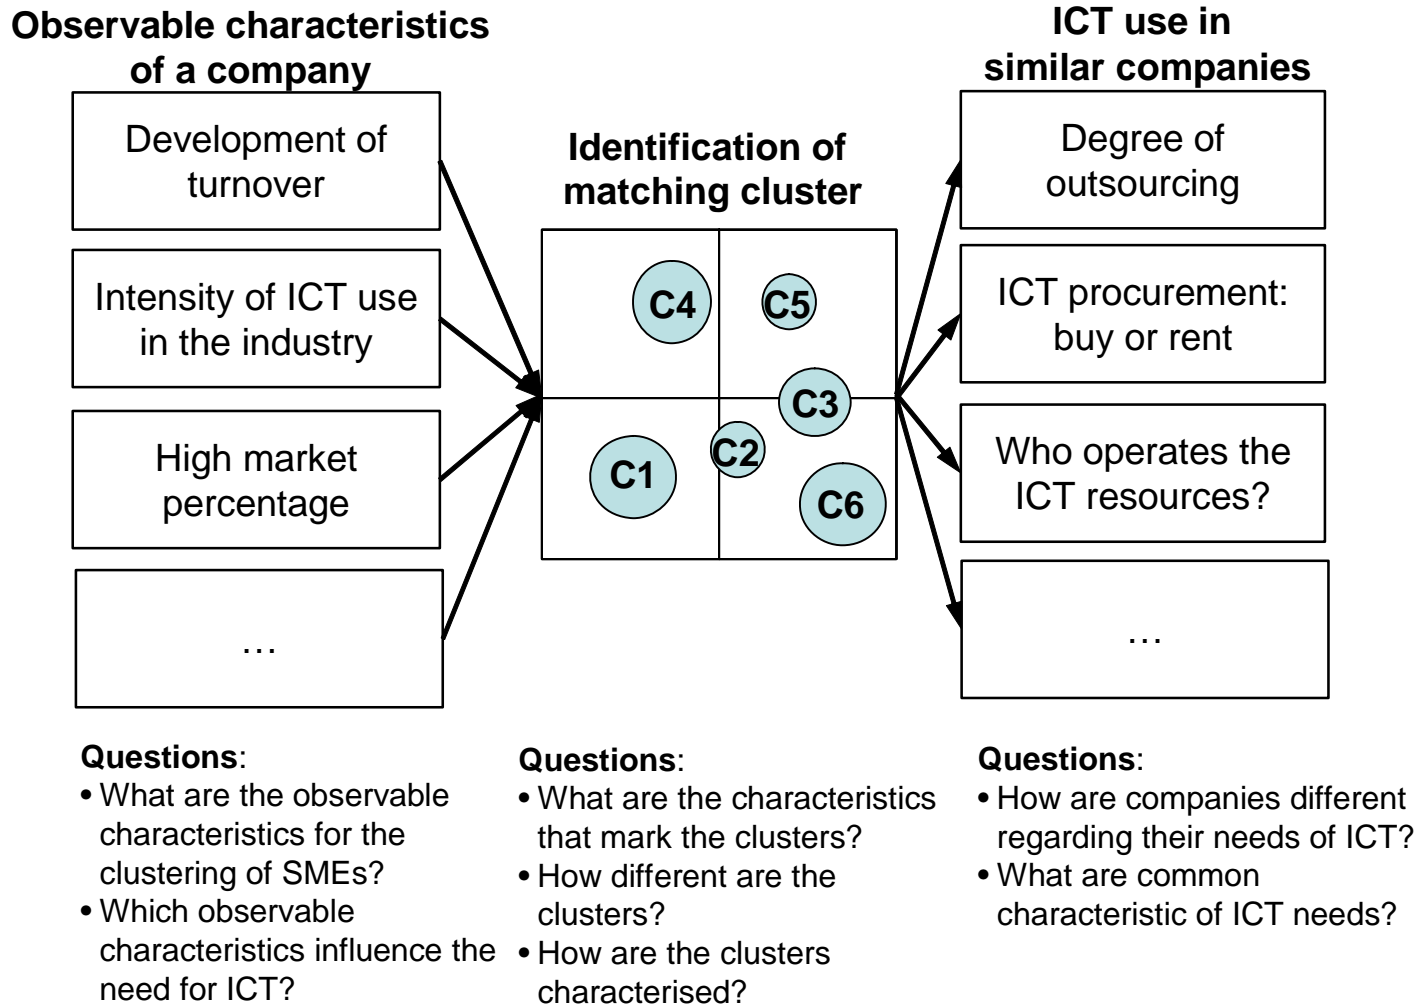 Observable characteristics
of a company
Development of
turnover
Intensity of ICT use
in the industry
High market
percentage
…
Identification of
matching cluster
C4
C5
C3
C2
C1
C6
ICT use in
similar companies
Degree of
outsourcing
ICT procurement:
buy or rent
Who operates the
ICT resources?
…
Questions:
• What are the observable
characteristics for the
clustering of SMEs?
• Which observable
characteristics influence the
need for ICT?
Questions:
• What are the characteristics
that mark the clusters?
• How different are the
clusters?
• How are the clusters
characterised?
Questions:
• How are companies different
regarding their needs of ICT?
• What are common
characteristic of ICT needs?